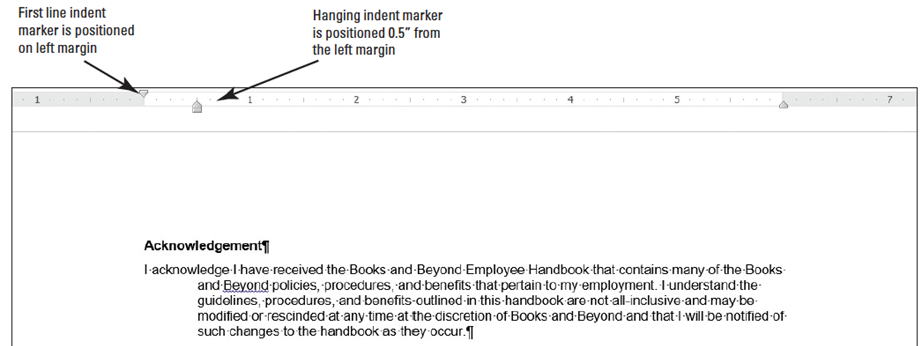 First line indent
marker is positioned
on left margin
Hanging indent marker
is positioned 0.5″ from
the left margin
1 1 2 3 4 5 7
Acknowledgement¶
I·acknowledge·I·have·received·the·Books·and·Beyond·Employee·Handbook·that·contains·many·of·the·Books·
and·Beyond·policies,·procedures,·and·benefits·that·pertain·to·my·employment.·I·understand·the·
guidelines,·procedures,·and·benefits·outlined·in·this·handbook·are·not·all-inclusive·and·may·be·
modified·or·rescinded·at·any·time·at·the·discretion·of·Books·and·Beyond·and·that·I·will·be·notified·of·
such·changes·to·the·handbook·as·they·occur.¶